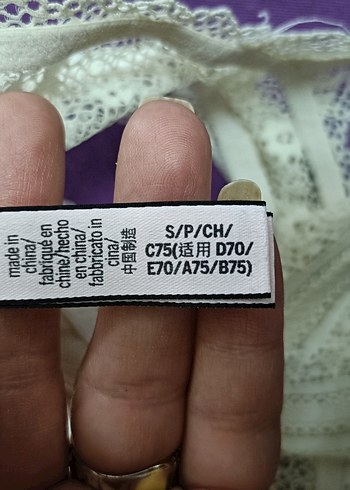 made in
china/
fabriqué en
chine/hecho
en china/
fabbricato in
cina/
中国制造
S/P/CH/
C75(适用 D70/
E70/A75/B75)